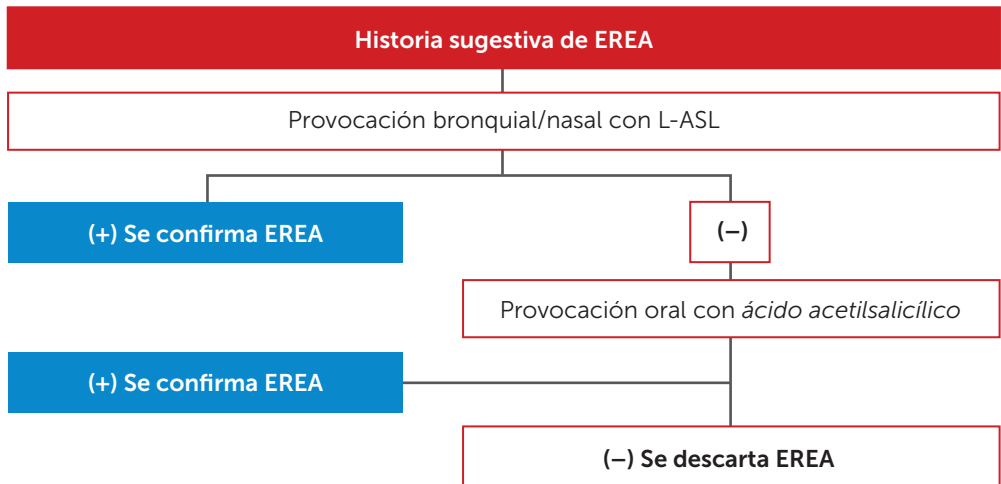 Historia sugestiva de EREA
Provocación bronquial/nasal con L-ASL
(+) Se confirma EREA
(–)
Provocación oral con ácido acetilsalicílico
(+) Se confirma EREA
(–) Se descarta EREA